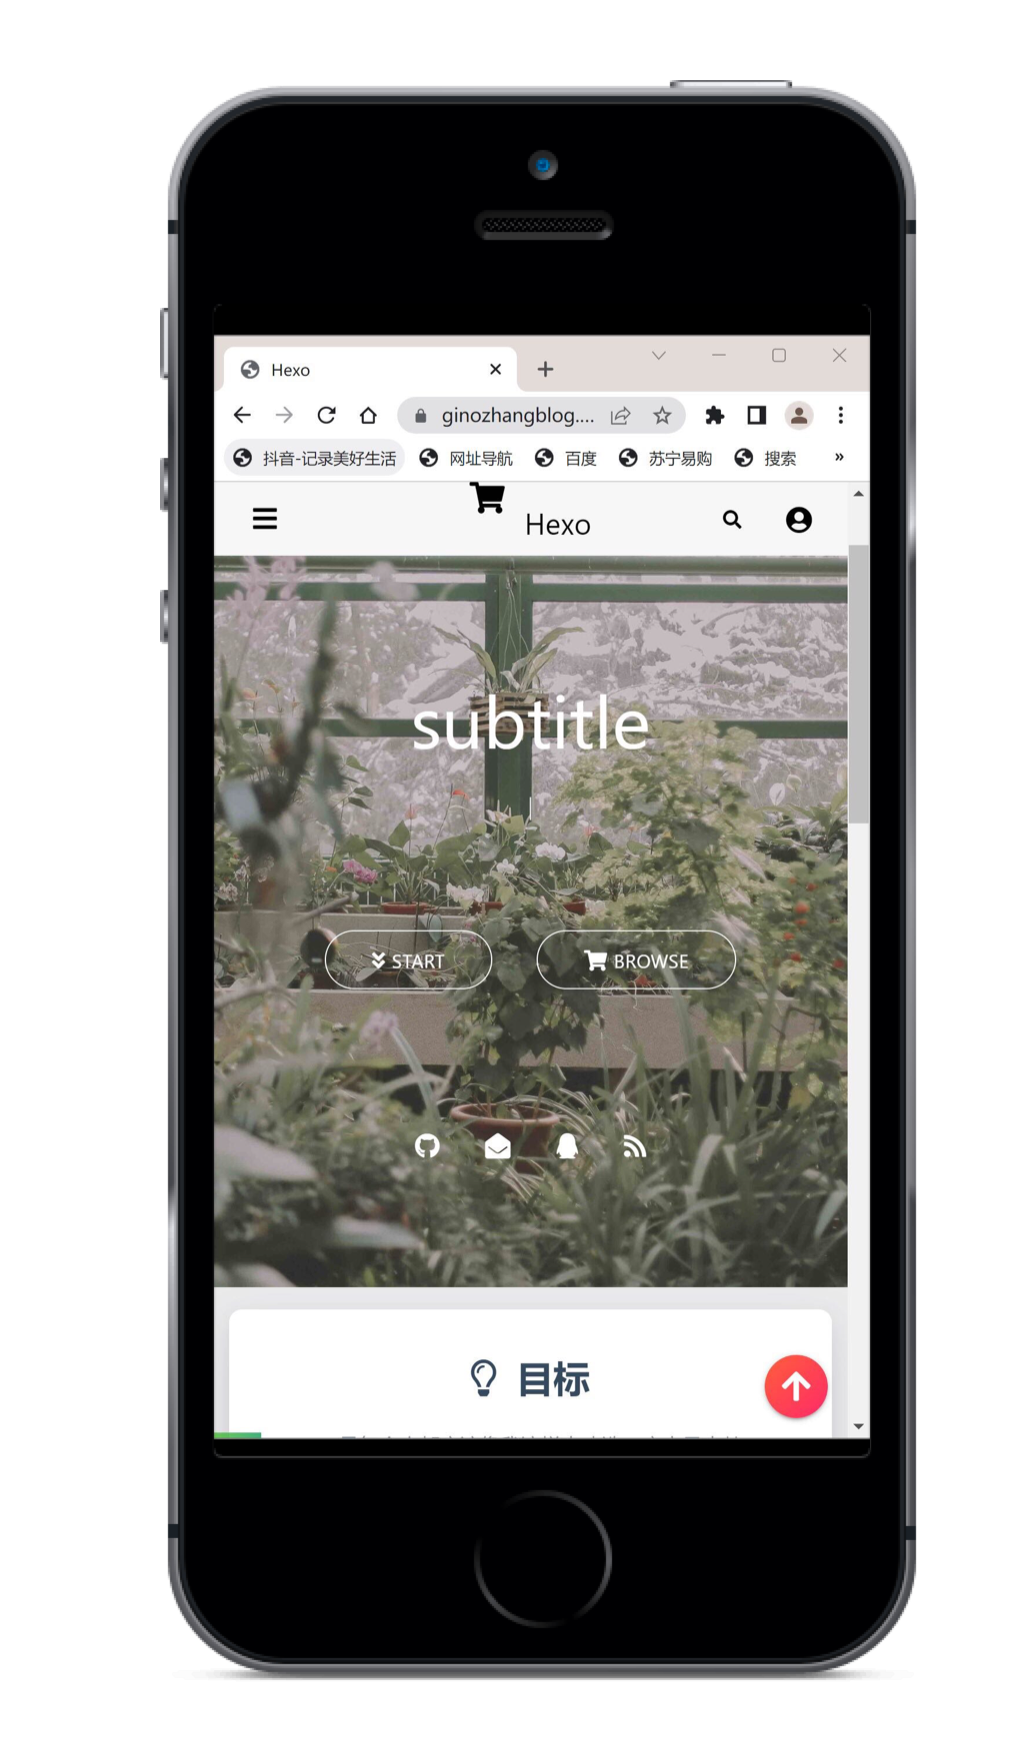 Hexo
ginozhangblog....
抖音-记录美好生活 网址导航 百度 苏宁易购 搜索 »
Hexo
subtitle
START BROWSE
目标